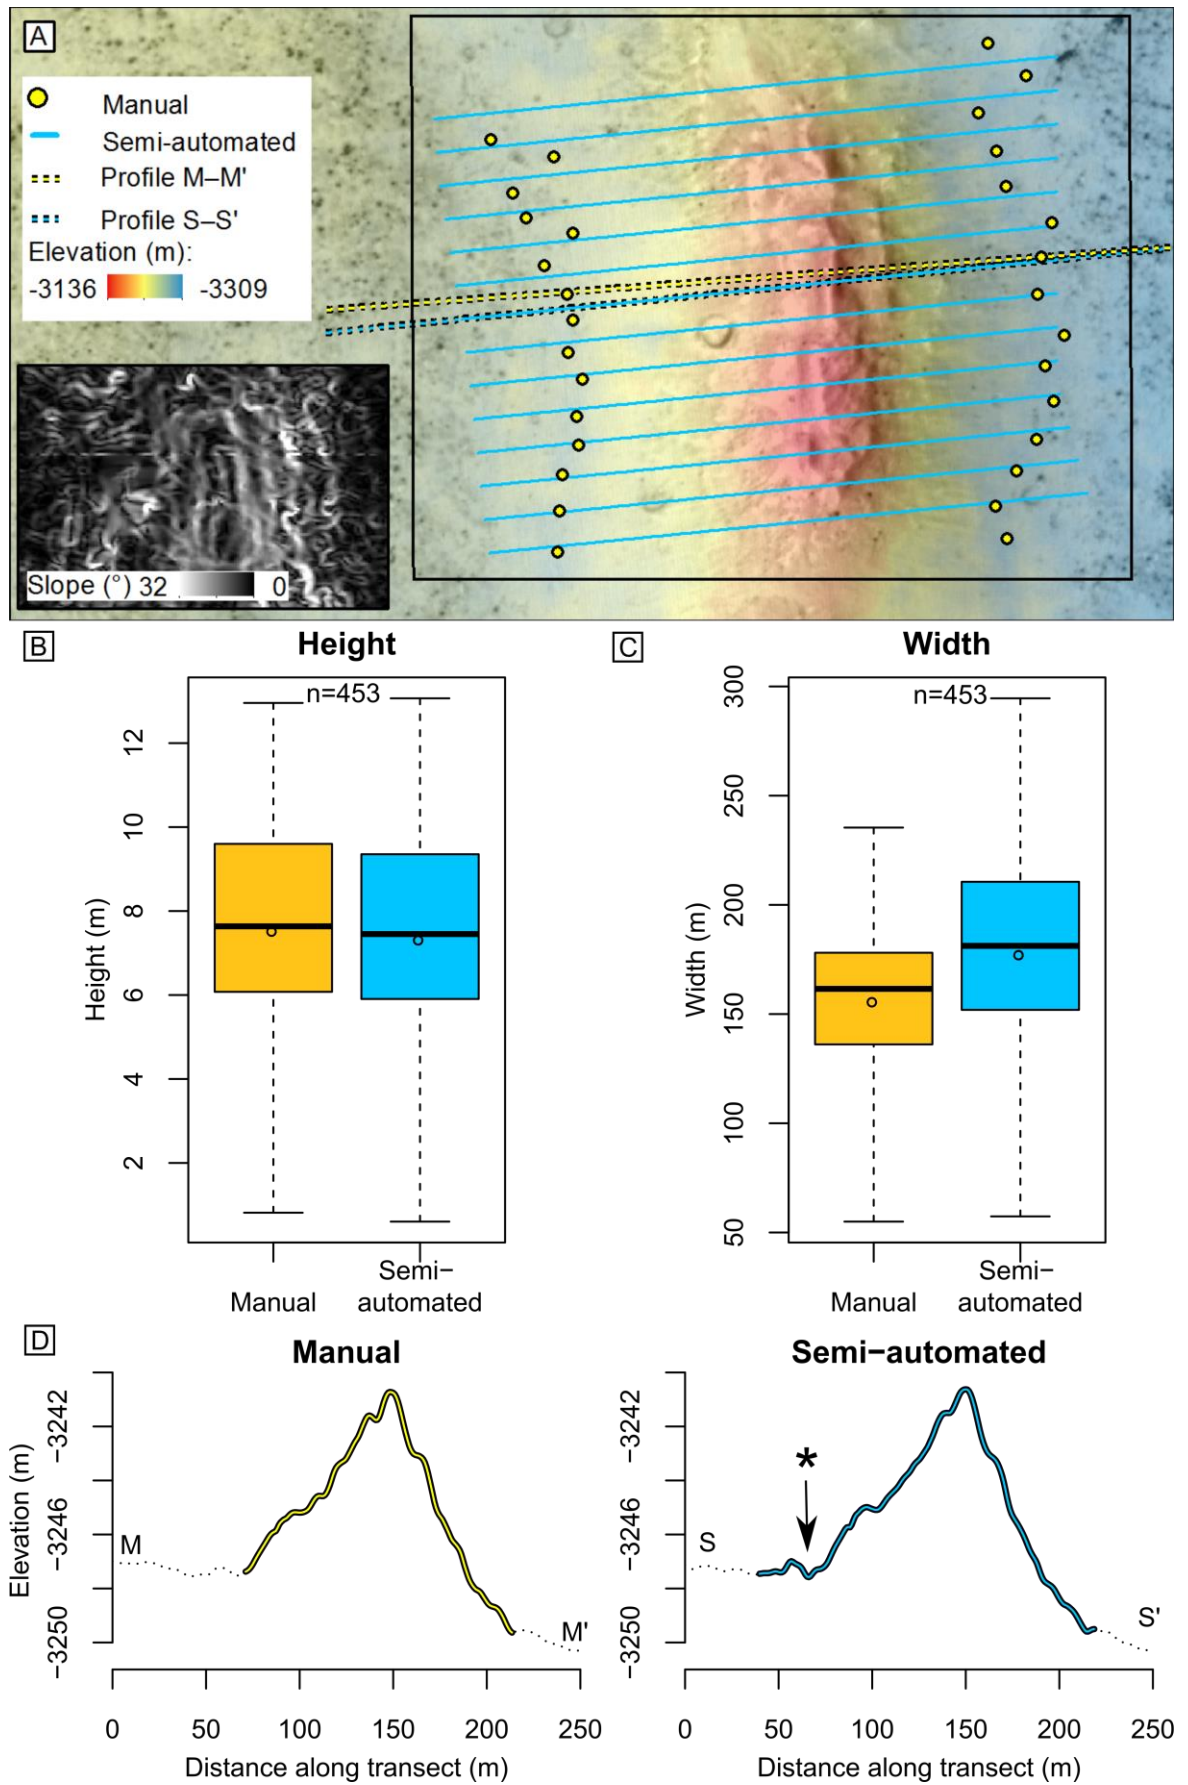 A
Manual
Semi-automated
Profile M–M'
Profile S–S'
Elevation (m):
-3136 -3309
Slope (°) 32 0
B Height
n=453
Height (m)
12
10
8
6
4
2
Manual
Semi−
automated
C Width
n=453
Width (m)
300
250
200
150
100
50
Manual
Semi−
automated
D
Manual
Elevation (m)
−3242
−3246
−3250
M
M'
0 50 100 150 200 250
Distance along transect (m)
Semi−automated
−3242
−3246
−3250
*
S
S'
0 50 100 150 200 250
Distance along transect (m)